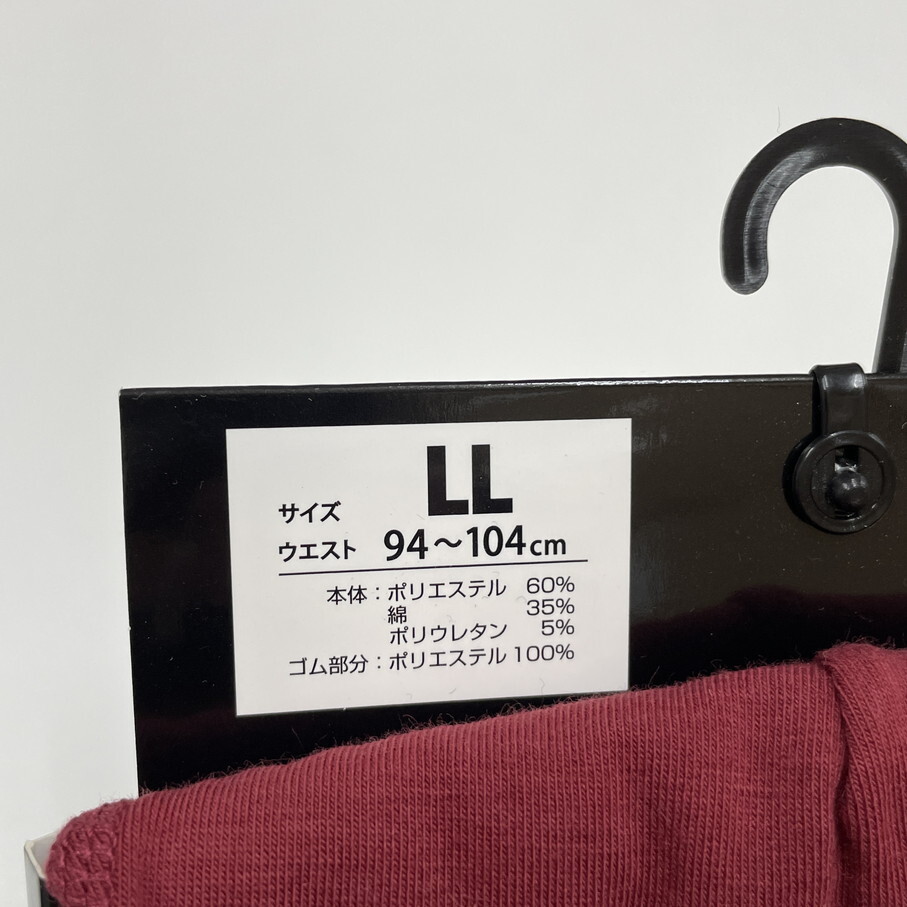 サイズ LL
ウエスト 94～104cm
本体：ポリエステル 60%
綿 35%
ポリウレタン 5%
ゴム部分：ポリエステル 100%